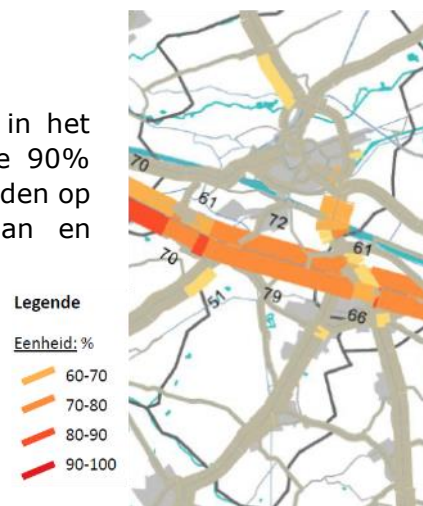 in het
e 90%
den op
an en
Legende
Eenheid: %
60-70
70-80
80-90
90-100
70
61
72
61
70
51
79
66